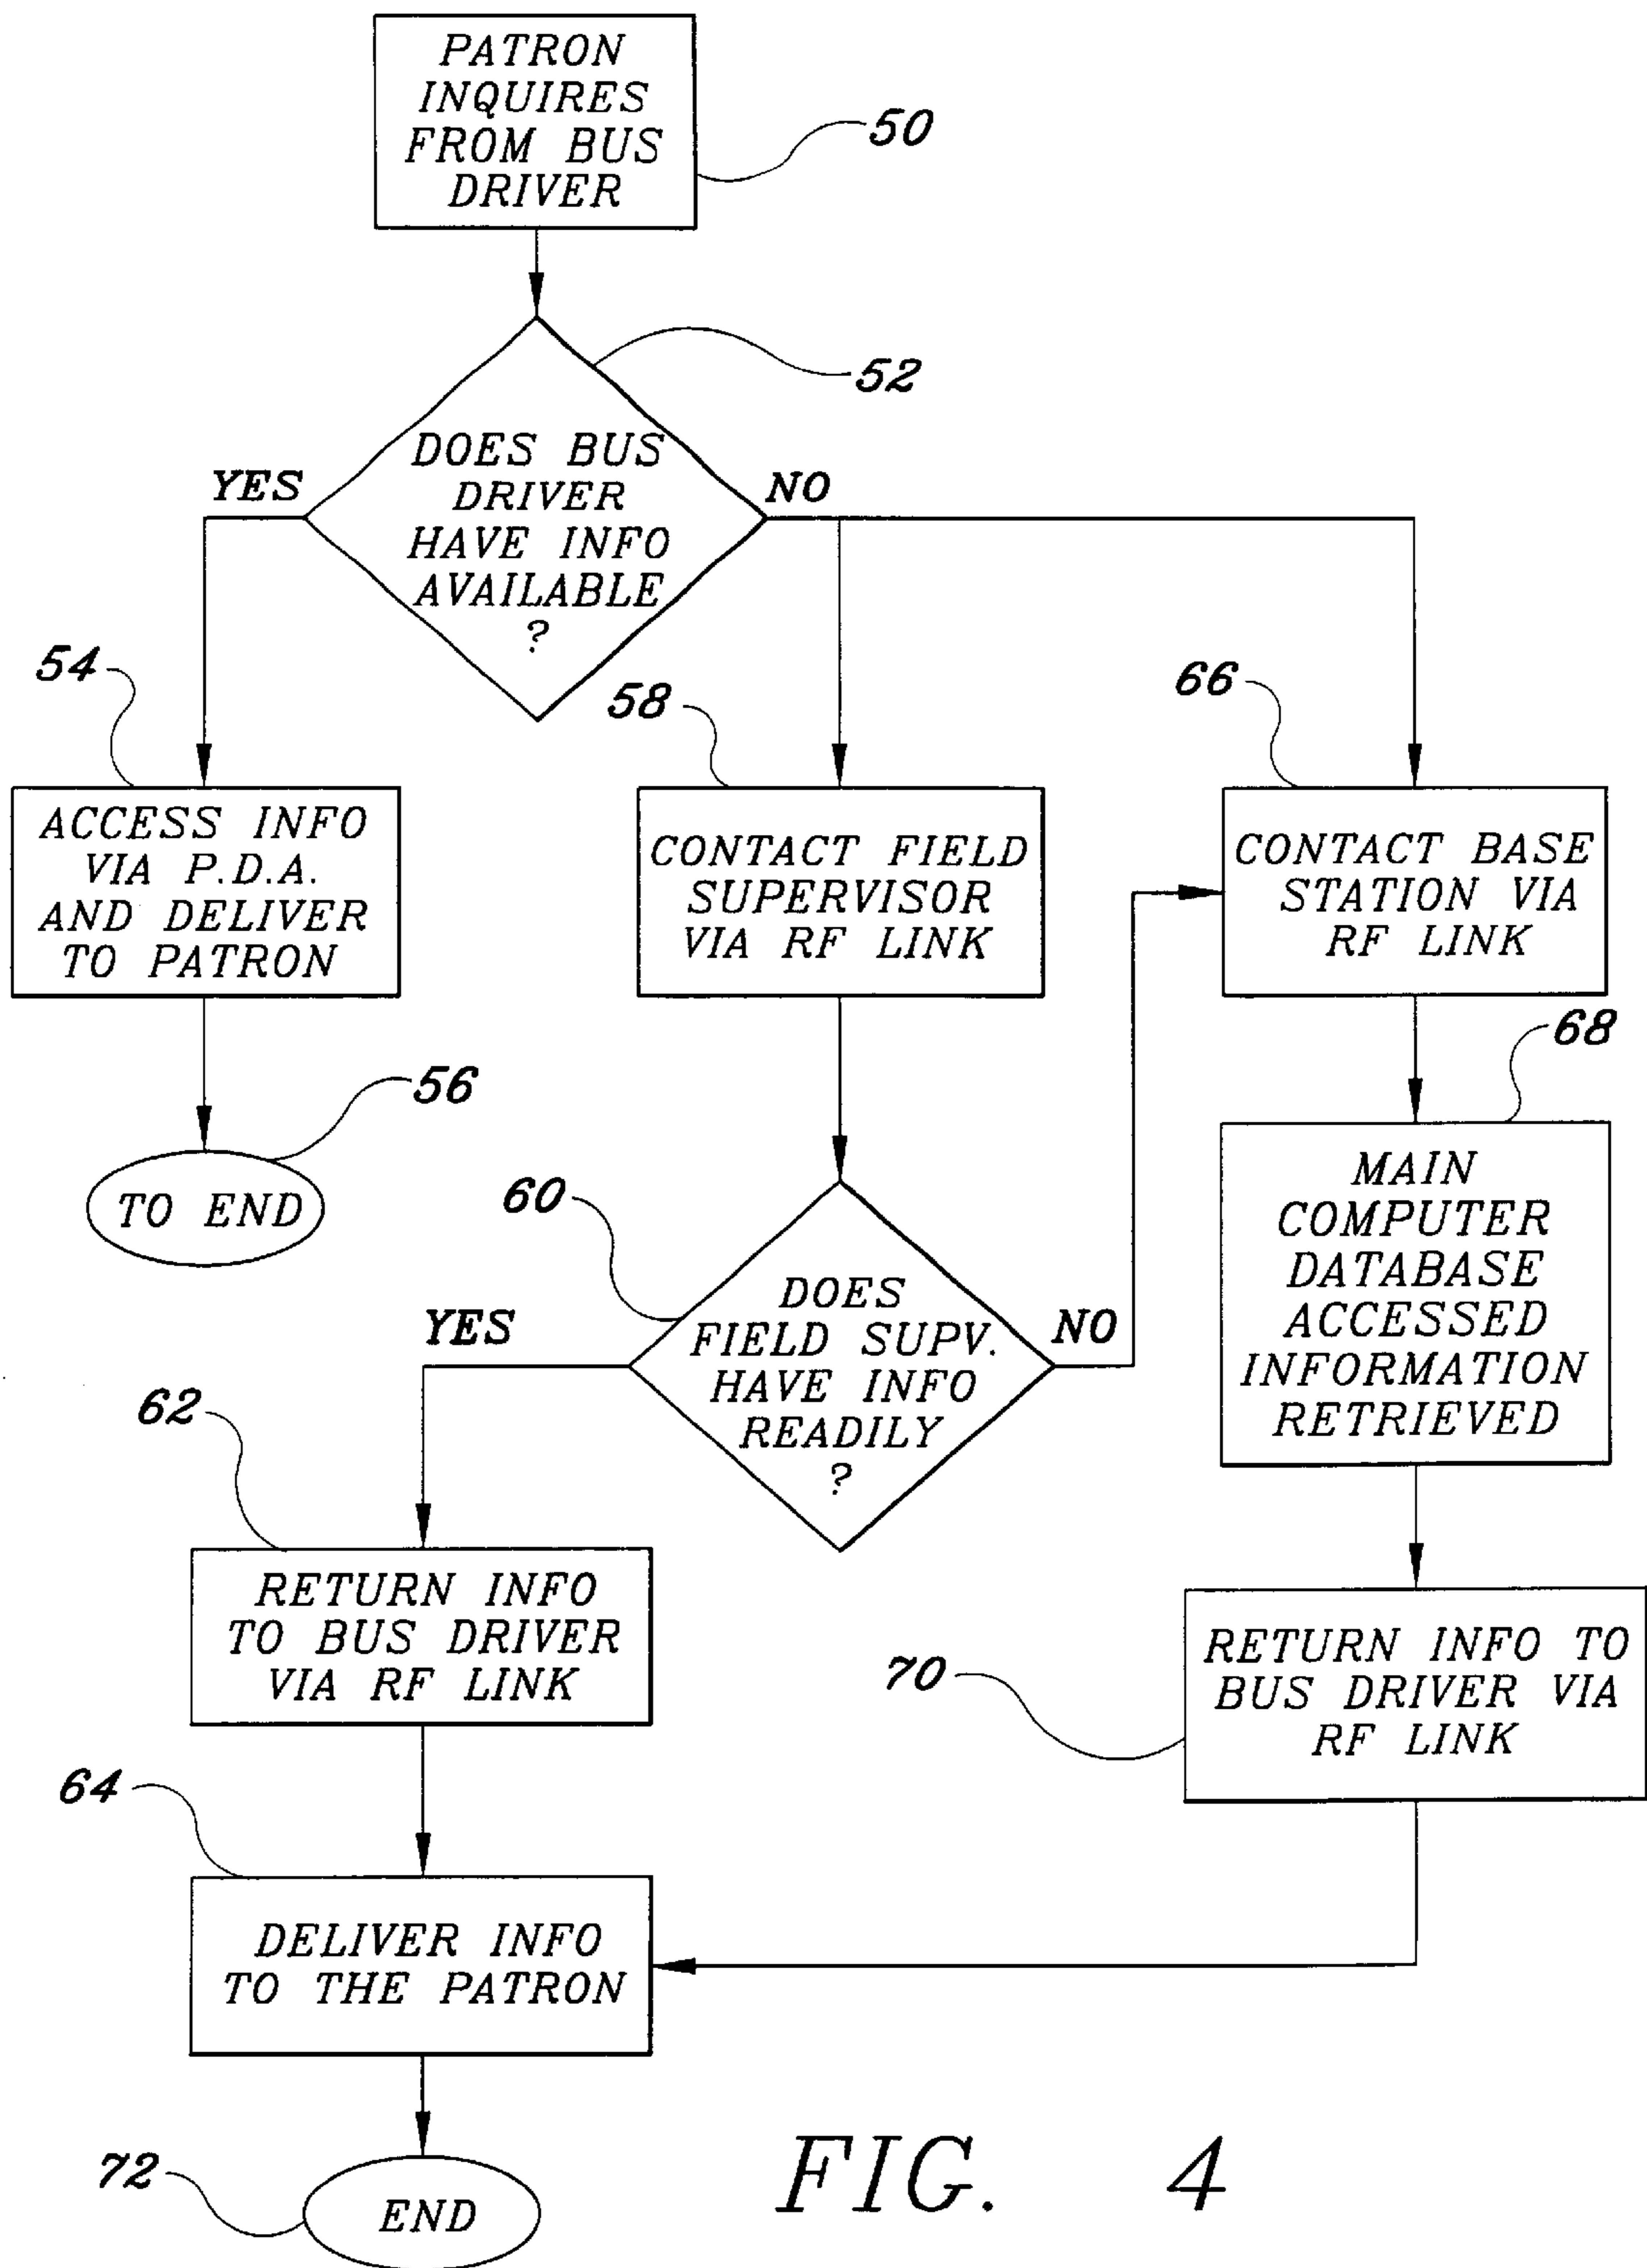 PATRON
INQUIRES
FROM BUS
DRIVER
50
52
DOES BUS
DRIVER
HAVE INFO
AVAILABLE
?
YES
NO
54
ACCESS INFO
VIA P.D.A.
AND DELIVER
TO PATRON
56
TO END
58
CONTACT FIELD
SUPERVISOR
VIA RF LINK
66
CONTACT BASE
STATION VIA
RF LINK
68
MAIN
COMPUTER
DATABASE
ACCESSED
INFORMATION
RETRIEVED
60
DOES
FIELD SUPV.
HAVE INFO
READILY
?
YES
NO
62
RETURN INFO
TO BUS DRIVER
VIA RF LINK
70
RETURN INFO TO
BUS DRIVER VIA
RF LINK
64
DELIVER INFO
TO THE PATRON
72
END
FIG. 4